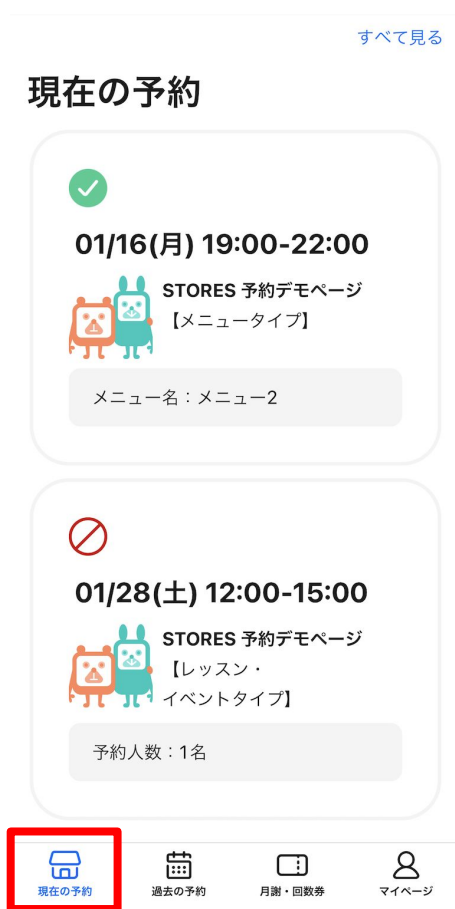 すべて見る
現在の予約
01/16(月) 19:00-22:00
STORES 予約デモページ
【メニュータイプ】
メニュー名：メニュー2
01/28(土) 12:00-15:00
STORES 予約デモページ
【レッスン・
イベントタイプ】
予約人数：1名
現在の予約 過去の予約 月謝・回数券 マイページ